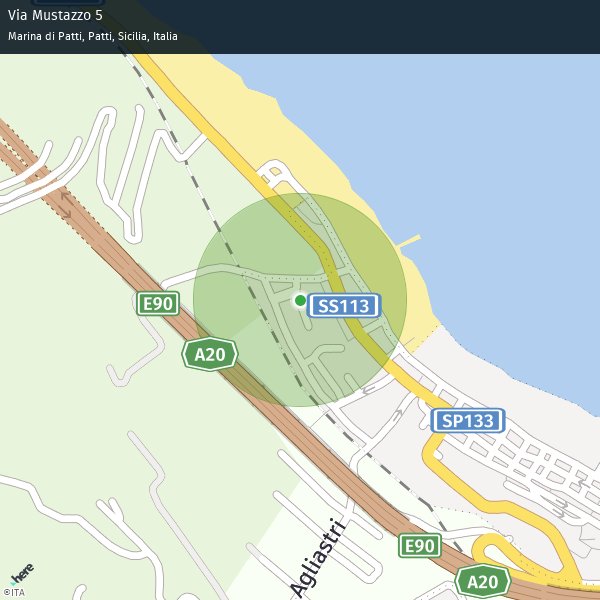 Via Mustazzo 5
Marina di Patti, Patti, Sicilia, Italia
E90
SS113
A20
SP133
Agliastri
E90
A20
here
©ITA